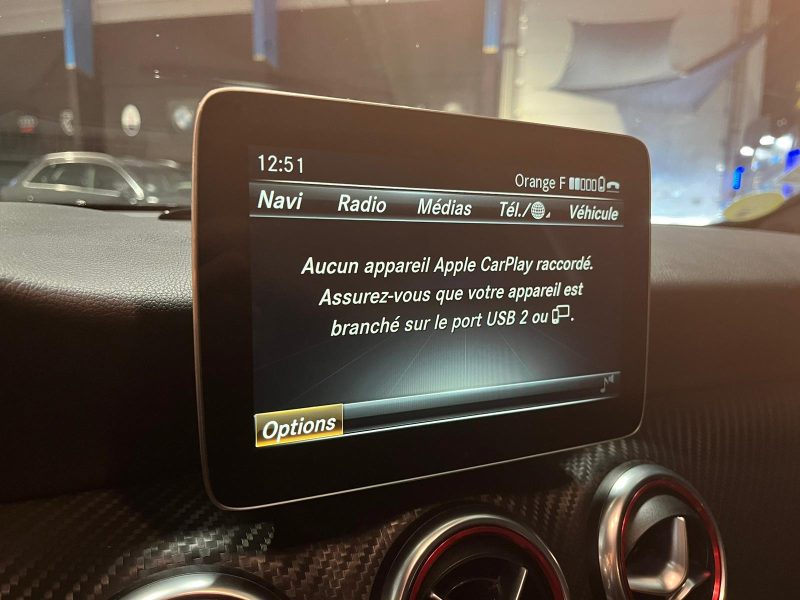 12:51
Orange F
Navi Radio Médias Tél./ Véhicule
Aucun appareil Apple CarPlay raccordé.
Assurez-vous que votre appareil est
branché sur le port USB 2 ou .
Options